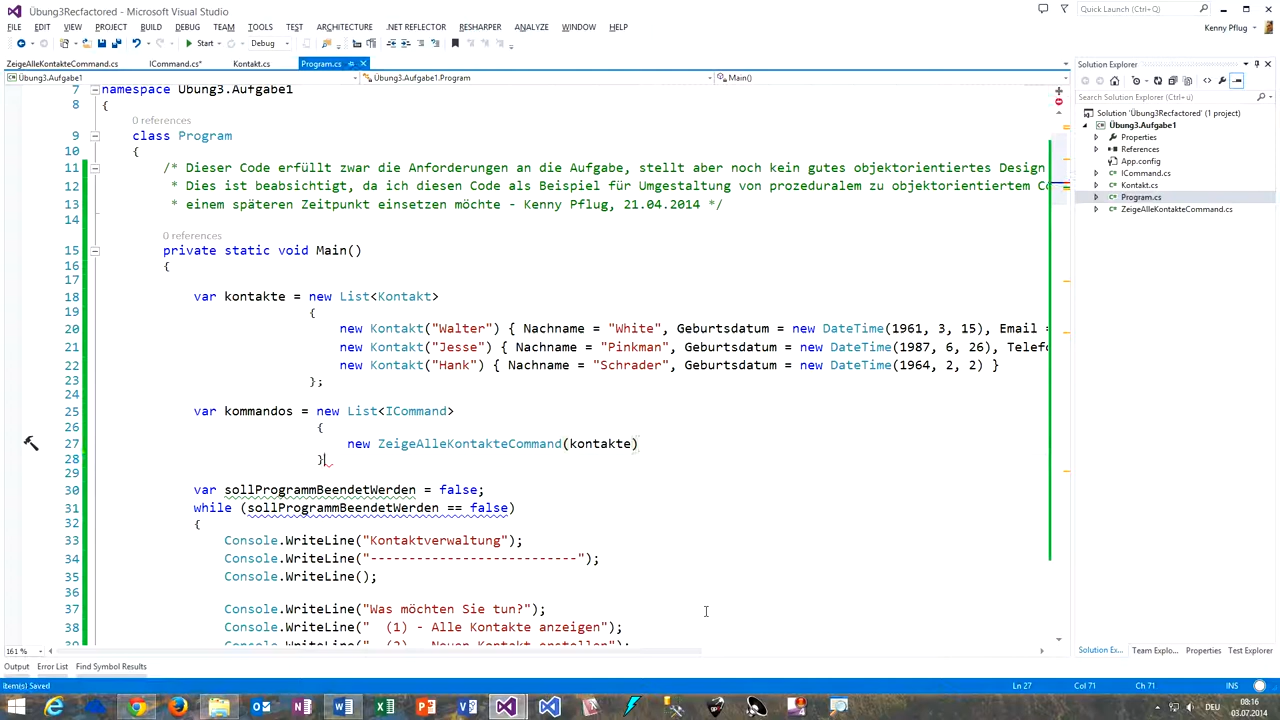 Übung3Recfactored - Microsoft Visual Studio
Quick Launch (Ctrl+Q)
FILE EDIT VIEW PROJECT BUILD DEBUG TEAM TOOLS TEST ARCHITECTURE .NET REFLECTOR RESHARPER ANALYZE WINDOW HELP
Kenny Pflug
Start Debug
ZeigeAlleKontakteCommand.cs ICommand.cs* Kontakt.cs Program.cs
Übung3.Aufgabe1 Übung3.Aufgabe1.Program Main()
7 namespace Übung3.Aufgabe1
8 {
0 references
9 class Program
10 {
11 /* Dieser Code erfüllt zwar die Anforderungen an die Aufgabe, stellt aber noch kein gutes objektorientiertes Design
12 * Dies ist beabsichtigt, da ich diesen Code als Beispiel für Umgestaltung von prozeduralem zu objektorientiertem Co
13 * einem späteren Zeitpunkt einsetzen möchte - Kenny Pflug, 21.04.2014 */
14
0 references
15 private static void Main()
16 {
17
18 var kontakte = new List<Kontakt>
19 {
20 new Kontakt("Walter") { Nachname = "White", Geburtsdatum = new DateTime(1961, 3, 15), Email =
21 new Kontakt("Jesse") { Nachname = "Pinkman", Geburtsdatum = new DateTime(1987, 6, 26), Telefo
22 new Kontakt("Hank") { Nachname = "Schrader", Geburtsdatum = new DateTime(1964, 2, 2) }
23 };
24
25 var kommandos = new List<ICommand>
26 {
27 new ZeigeAlleKontakteCommand(kontakte)
28 }
29
30 var sollProgrammBeendetWerden = false;
31 while (sollProgrammBeendetWerden == false)
32 {
33 Console.WriteLine("Kontaktverwaltung");
34 Console.WriteLine("---------------------------");
35 Console.WriteLine();
36
37 Console.WriteLine("Was möchten Sie tun?");
38 Console.WriteLine("  (1) - Alle Kontakte anzeigen");
39 Console.WriteLine("  (2) - Neuen Kontakt erstellen");
161 %
Solution Explorer
Search Solution Explorer (Ctrl+ü)
Solution 'Übung3Recfactored' (1 project)
Übung3.Aufgabe1
Properties
References
App.config
ICommand.cs
Kontakt.cs
Program.cs
ZeigeAlleKontakteCommand.cs
Solution Ex... Team Explo... Properties Test Explorer
Output Error List Find Symbol Results
Item(s) Saved Ln 27 Col 71 Ch 71 INS
DEU 08:16
03.07.2014